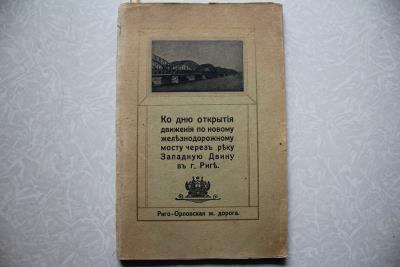 Ко дню открытія
движенія по новому
желѣзнодорожному
мосту черезъ рѣку
Западную Двину
въ г. Ригѣ.
Риго-Орловская ж. дорога.